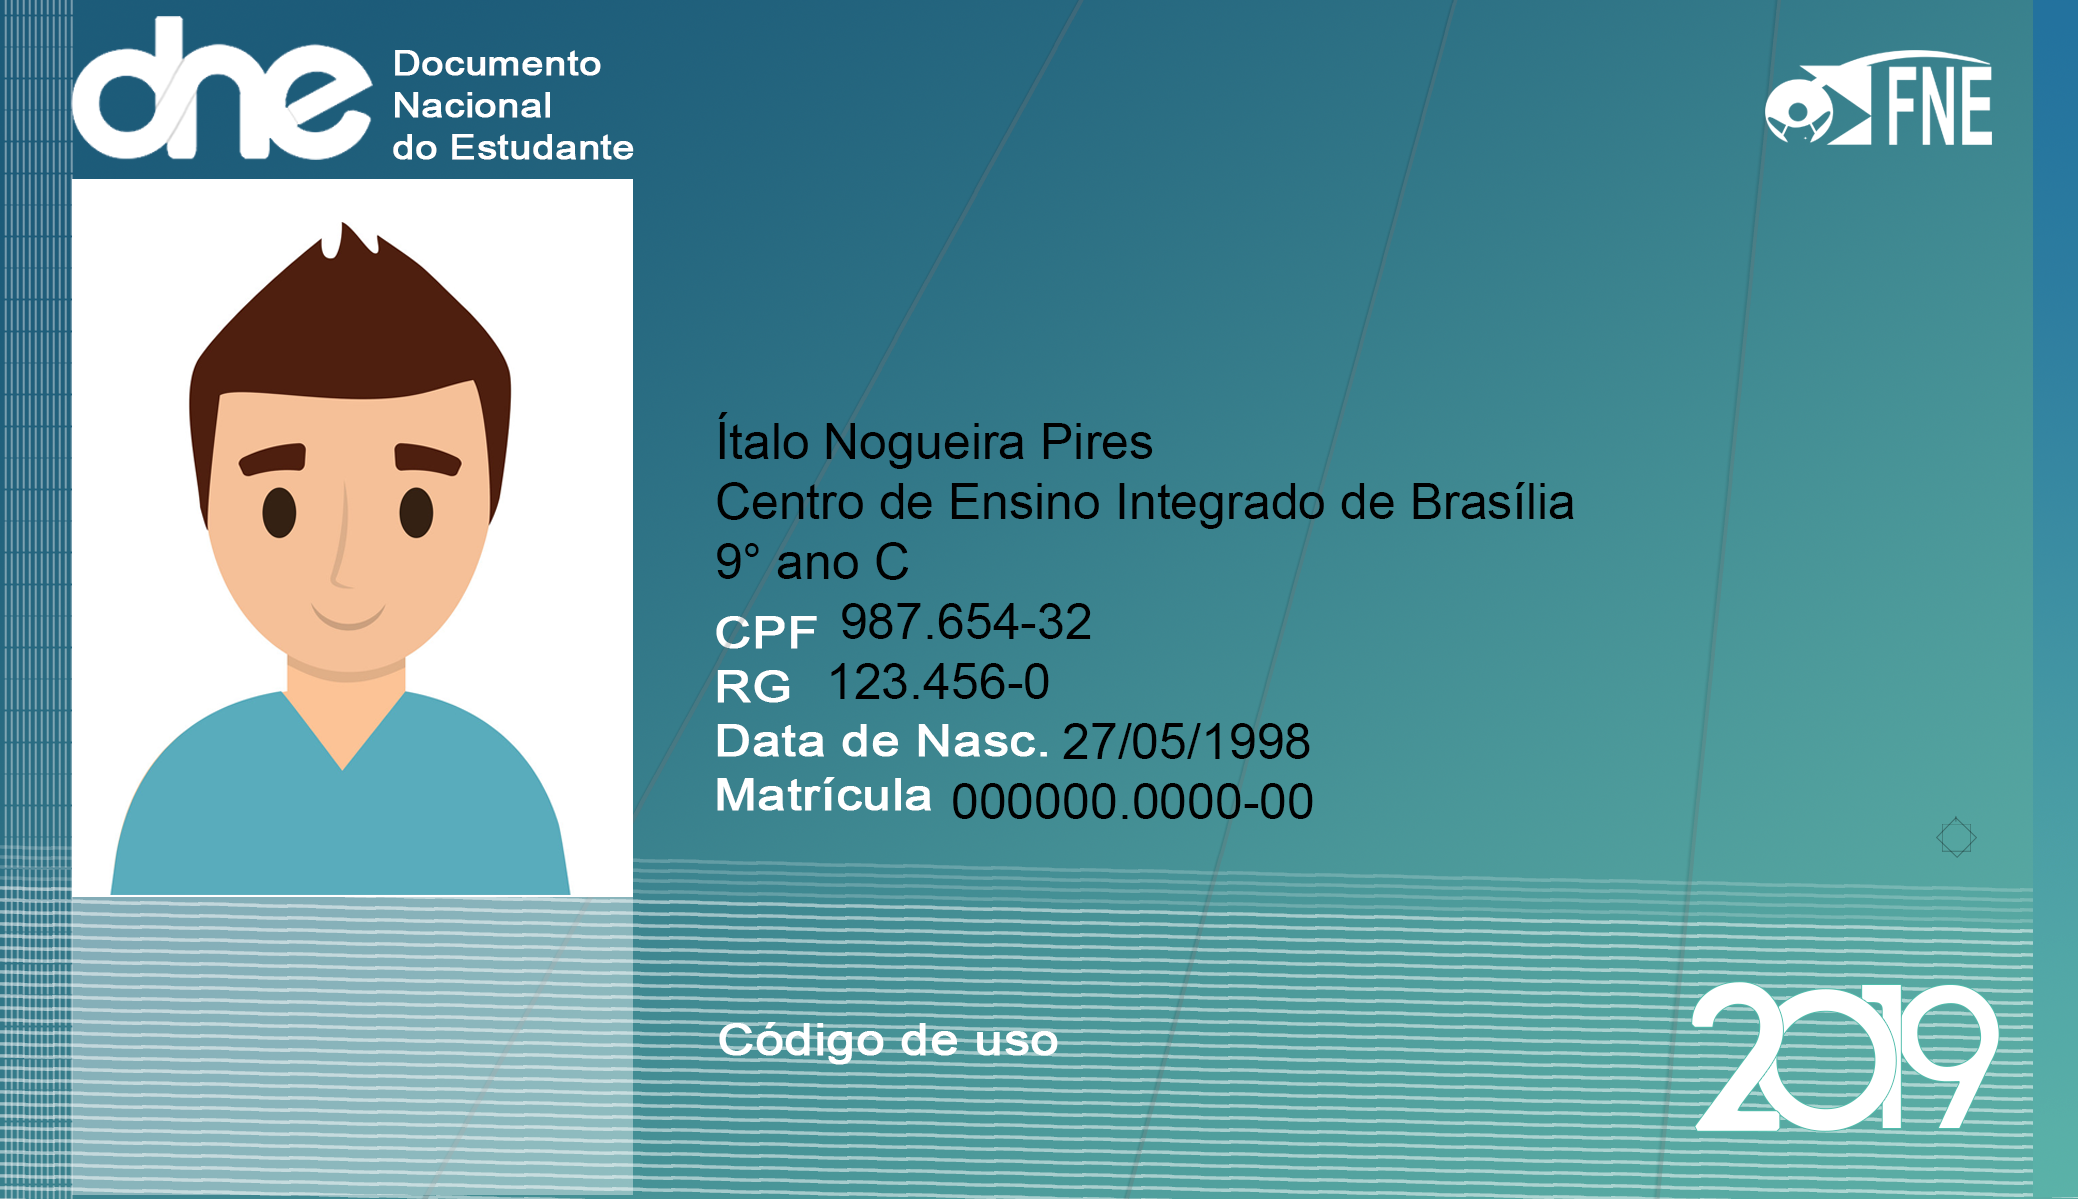 dne
Documento
Nacional
do Estudante
FNE
Ítalo Nogueira Pires
Centro de Ensino Integrado de Brasília
9° ano C
CPF 987.654-32
RG 123.456-0
Data de Nasc. 27/05/1998
Matrícula 000000.0000-00
Código de uso
2019